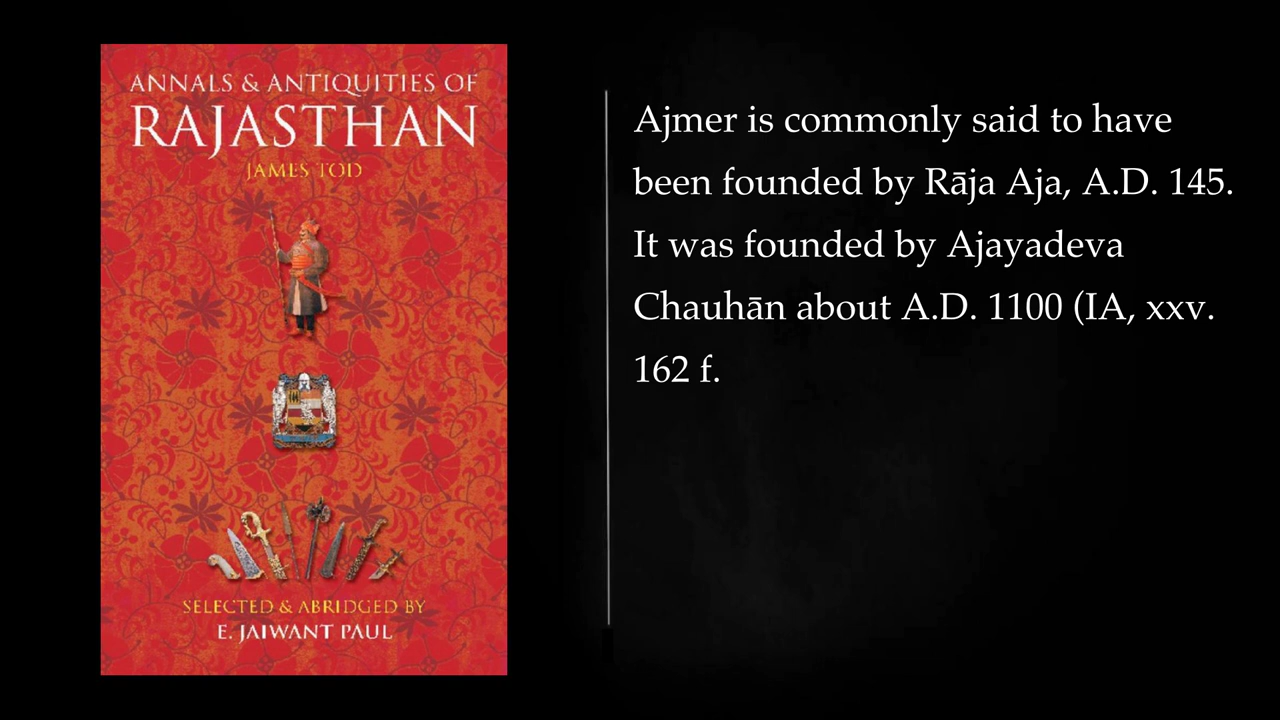 ANNALS & ANTIQUITIES OF
RAJASTHAN
JAMES TOD
SELECTED & ABRIDGED BY
E. JAIWANT PAUL
Ajmer is commonly said to have
been founded by Rāja Aja, A.D. 145.
It was founded by Ajayadeva
Chauhān about A.D. 1100 (IA, xxv.
162 f.